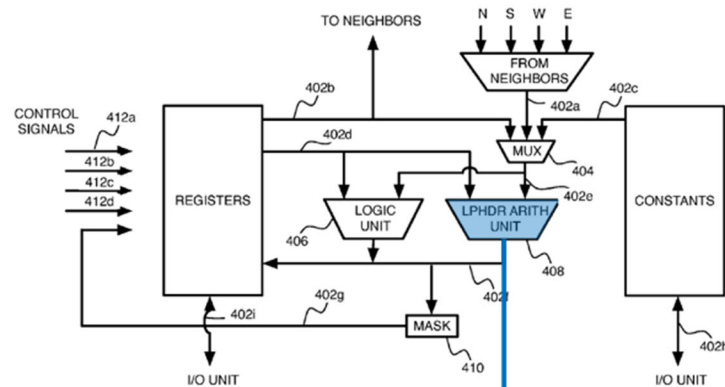 TO NEIGHBORS
N S W E
FROM
NEIGHBORS
402a
402b
402c
CONTROL
SIGNALS
412a
412b
412c
412d
402d
MUX
404
402e
REGISTERS
LOGIC
UNIT
406
LPHDR ARITH
UNIT
408
CONSTANTS
402f
402g
MASK
410
402i
402h
I/O UNIT
I/O UNIT